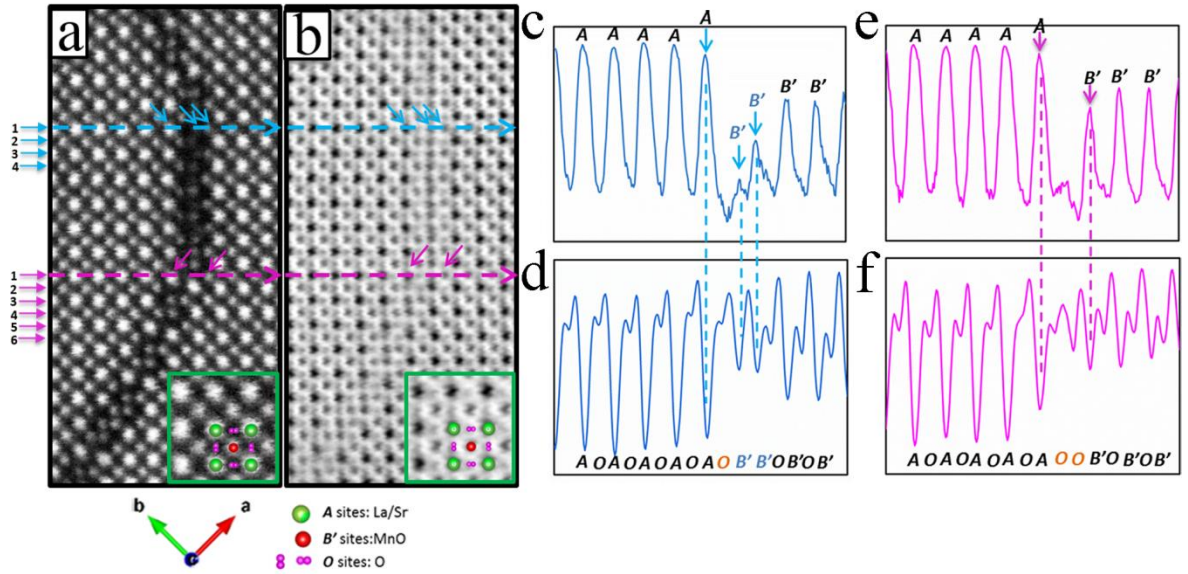 a
b
c
d
e
f
1
2
3
4
1
2
3
4
5
6
b
a
c
A sites: La/Sr
B' sites:MnO
O sites: O
A A A A A
B' B' B' B'
A O A O A O A O A O B' B' O B' O B'
A A A A A
B' B' B'
A O A O A O A O A O O B' O B' O B'